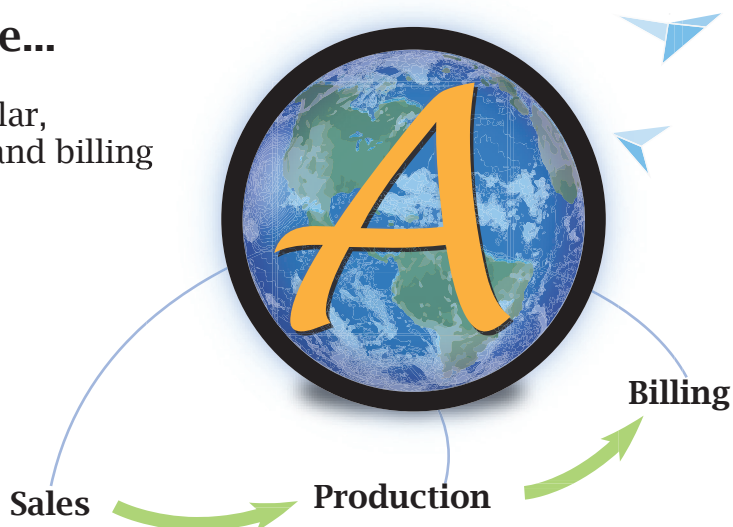 e...
lar,
and billing
A
Billing
Production
Sales